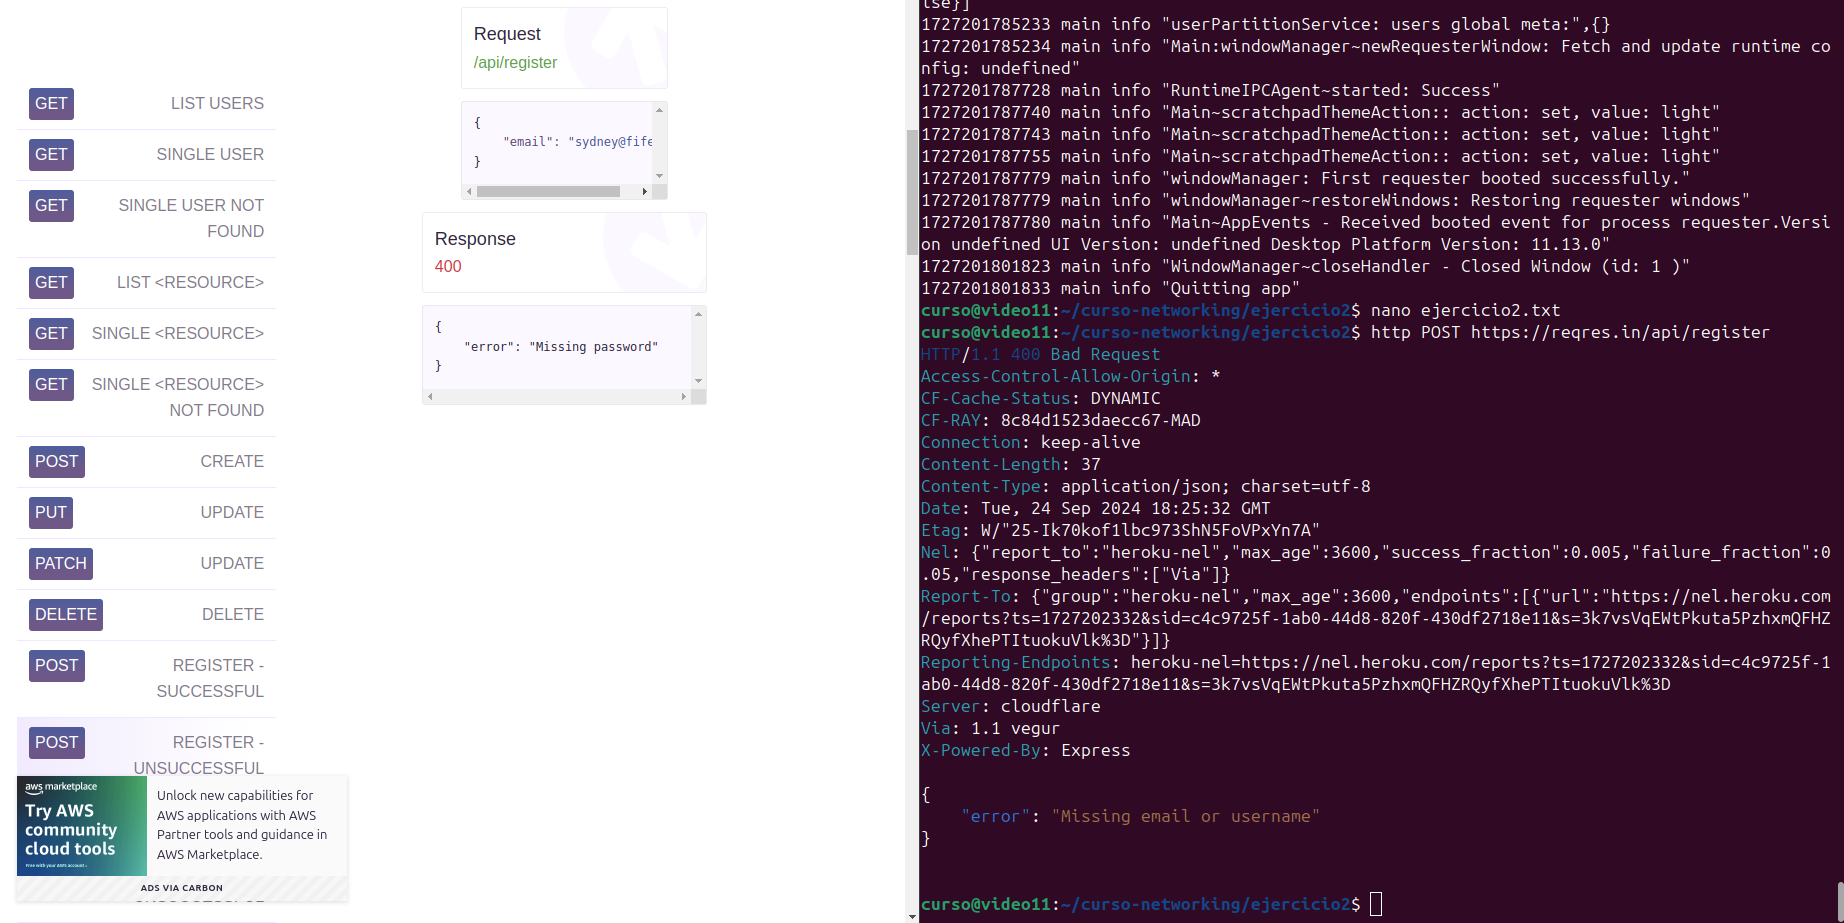 GET LIST USERS
GET SINGLE USER
GET SINGLE USER NOT
FOUND
GET LIST <RESOURCE>
GET SINGLE <RESOURCE>
GET SINGLE <RESOURCE>
NOT FOUND
POST CREATE
PUT UPDATE
PATCH UPDATE
DELETE DELETE
POST REGISTER -
SUCCESSFUL
POST REGISTER -
UNSUCCESSFUL
aws marketplace
Try AWS
community
cloud tools
Free with your AWS account ›
Unlock new capabilities for
AWS applications with AWS
Partner tools and guidance in
AWS Marketplace.
ADS VIA CARBON
Request
/api/register
{
"email": "sydney@fife
}
Response
400
{
"error": "Missing password"
}
lse}]
1727201785233 main info "userPartitionService: users global meta:",{}
1727201785234 main info "Main:windowManager~newRequesterWindow: Fetch and update runtime co
nfig: undefined"
1727201787728 main info "RuntimeIPCAgent~started: Success"
1727201787740 main info "Main~scratchpadThemeAction:: action: set, value: light"
1727201787743 main info "Main~scratchpadThemeAction:: action: set, value: light"
1727201787755 main info "Main~scratchpadThemeAction:: action: set, value: light"
1727201787779 main info "windowManager: First requester booted successfully."
1727201787779 main info "windowManager~restoreWindows: Restoring requester windows"
1727201787780 main info "Main~AppEvents - Received booted event for process requester.Versi
on undefined UI Version: undefined Desktop Platform Version: 11.13.0"
1727201801823 main info "WindowManager~closeHandler - Closed Window (id: 1 )"
1727201801833 main info "Quitting app"
curso@video11:~/curso-networking/ejercicio2$ nano ejercicio2.txt
curso@video11:~/curso-networking/ejercicio2$ http POST https://reqres.in/api/register
HTTP/1.1 400 Bad Request
Access-Control-Allow-Origin: *
CF-Cache-Status: DYNAMIC
CF-RAY: 8c84d1523daecc67-MAD
Connection: keep-alive
Content-Length: 37
Content-Type: application/json; charset=utf-8
Date: Tue, 24 Sep 2024 18:25:32 GMT
Etag: W/"25-Ik70kof1lbc973ShN5FoVPxYn7A"
Nel: {"report_to":"heroku-nel","max_age":3600,"success_fraction":0.005,"failure_fraction":0
.05,"response_headers":["Via"]}
Report-To: {"group":"heroku-nel","max_age":3600,"endpoints":[{"url":"https://nel.heroku.com
/reports?ts=1727202332&sid=c4c9725f-1ab0-44d8-820f-430df2718e11&s=3k7vsVqEWtPkuta5PzhxmQFHZ
RQyfXhePTItuokuVlk%3D"}]}
Reporting-Endpoints: heroku-nel=https://nel.heroku.com/reports?ts=1727202332&sid=c4c9725f-1
ab0-44d8-820f-430df2718e11&s=3k7vsVqEWtPkuta5PzhxmQFHZRQyfXhePTItuokuVlk%3D
Server: cloudflare
Via: 1.1 vegur
X-Powered-By: Express
{
"error": "Missing email or username"
}
curso@video11:~/curso-networking/ejercicio2$